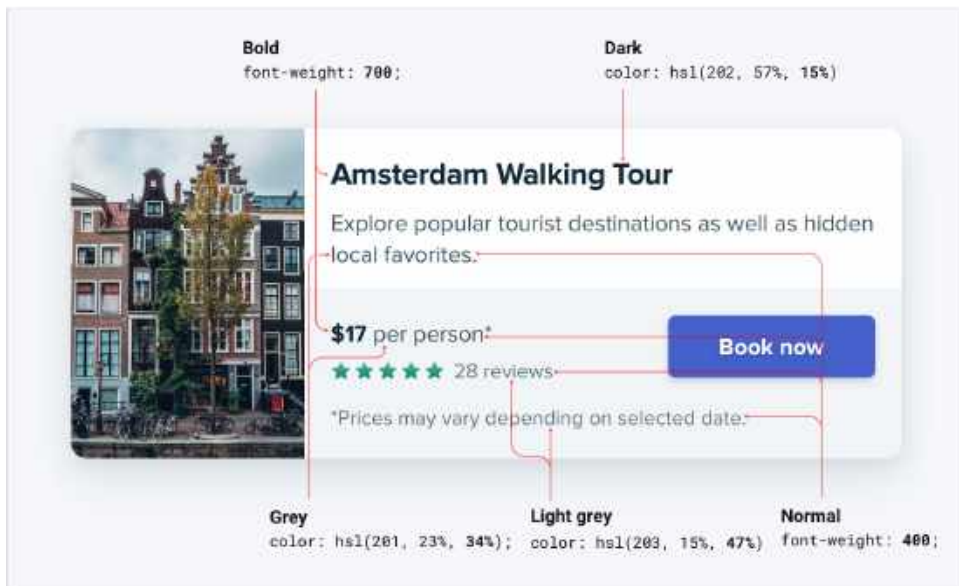 Bold
font-weight: 700;
Dark
color: hsl(202, 57%, 15%)
Amsterdam Walking Tour
Explore popular tourist destinations as well as hidden
local favorites.
$17 per person*
Book now
28 reviews
*Prices may vary depending on selected date.
Grey
color: hsl(201, 23%, 34%);
Light grey
color: hsl(203, 15%, 47%)
Normal
font-weight: 400;